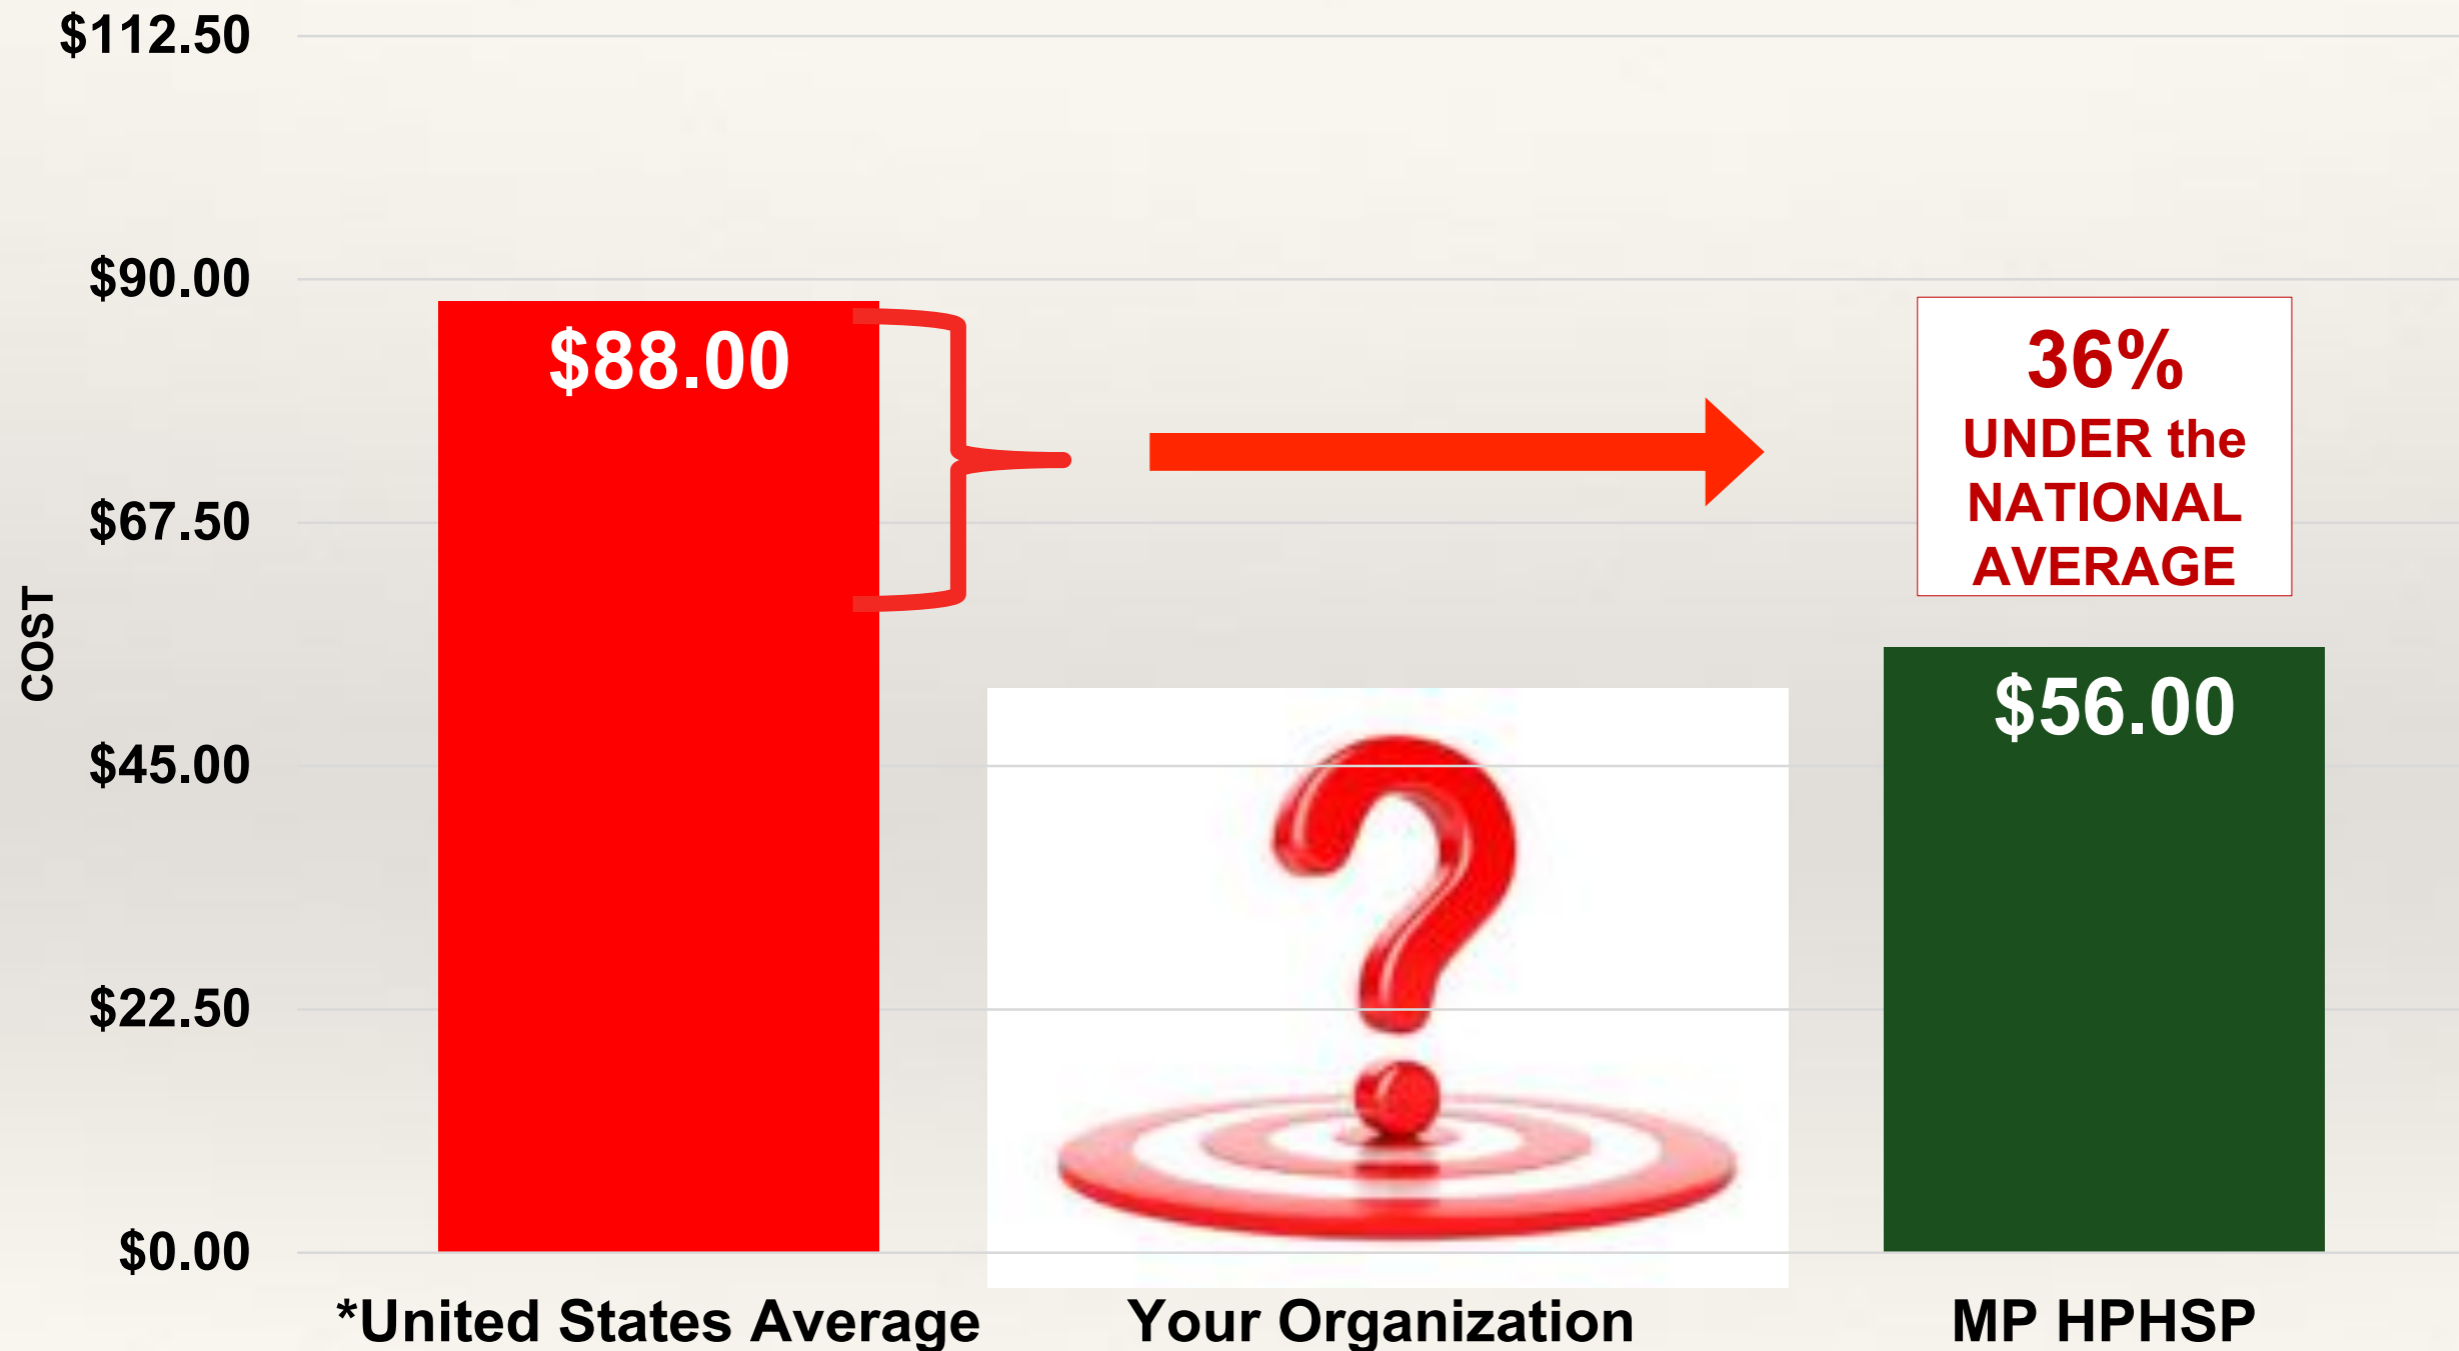 $112.50
$90.00
$67.50
$45.00
$22.50
$0.00
COST
$88.00
36%
UNDER the
NATIONAL
AVERAGE
$56.00
*United States Average
Your Organization
MP HPHSP